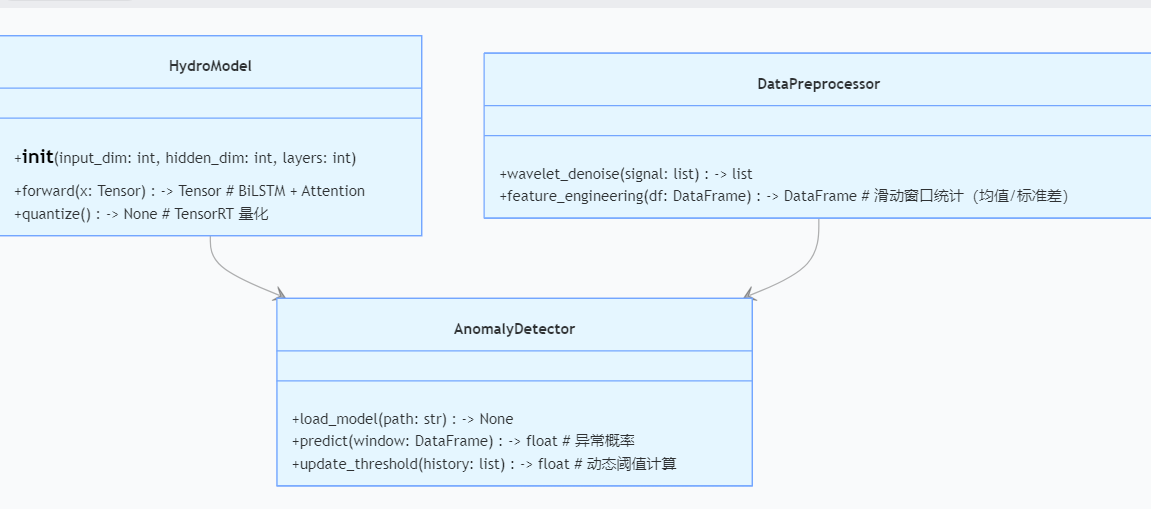 HydroModel
+init(input_dim: int, hidden_dim: int, layers: int)
+forward(x: Tensor) : -> Tensor # BiLSTM + Attention
+quantize() : -> None # TensorRT 量化
DataPreprocessor
+wavelet_denoise(signal: list) : -> list
+feature_engineering(df: DataFrame) : -> DataFrame # 滑动窗口统计（均值/标准差）
AnomalyDetector
+load_model(path: str) : -> None
+predict(window: DataFrame) : -> float # 异常概率
+update_threshold(history: list) : -> float # 动态阈值计算